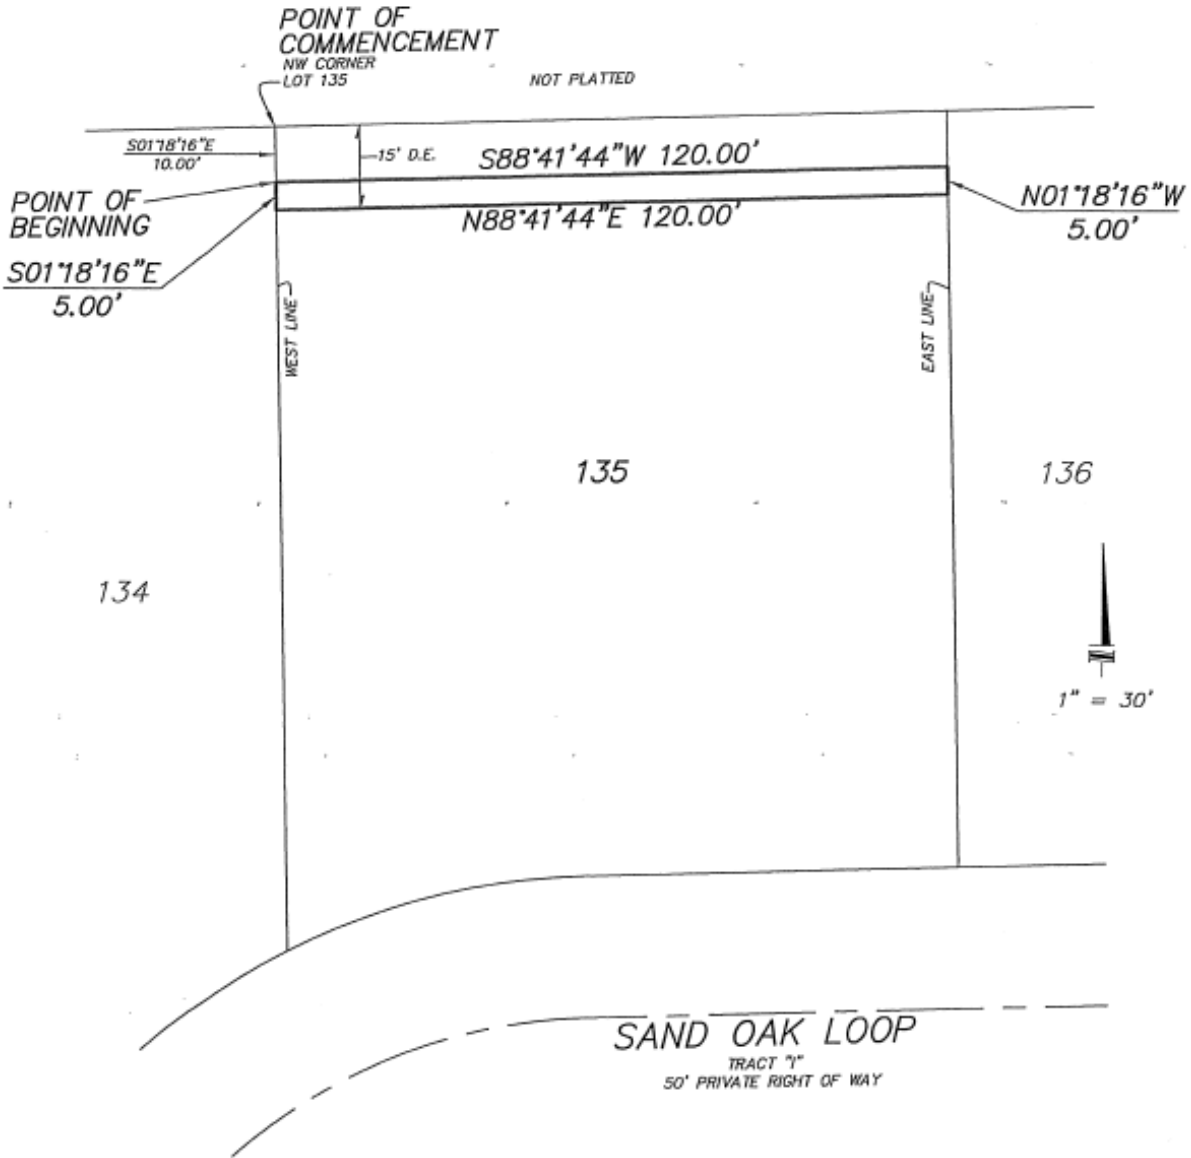 POINT OF
COMMENCEMENT
NW CORNER
LOT 135
NOT PLATTED
S01°18'16"E
10.00'
15' D.E.
S88°41'44"W 120.00'
POINT OF
BEGINNING
N88°41'44"E 120.00'
N01°18'16"W
5.00'
S01°18'16"E
5.00'
WEST LINE
EAST LINE
135
136
134
N
1" = 30'
SAND OAK LOOP
TRACT "I"
50' PRIVATE RIGHT OF WAY